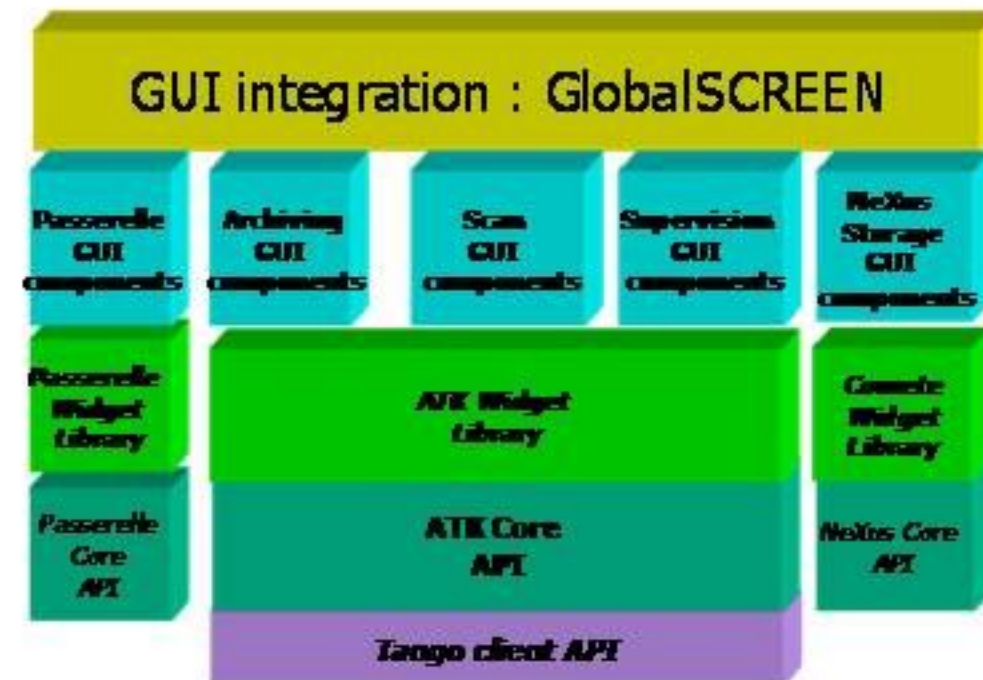 GUI integration : GlobalSCREEN
Passerelle
GUI
components
Archiving
GUI
components
Scan
GUI
components
Supervision
GUI
components
NeXus
Storage
GUI
components
Passerelle
Widget
Library
ATK Widget
Library
Comete
Widget
Library
Passerelle
Core
API
ATK Core
API
NeXus Core
API
Tango client API